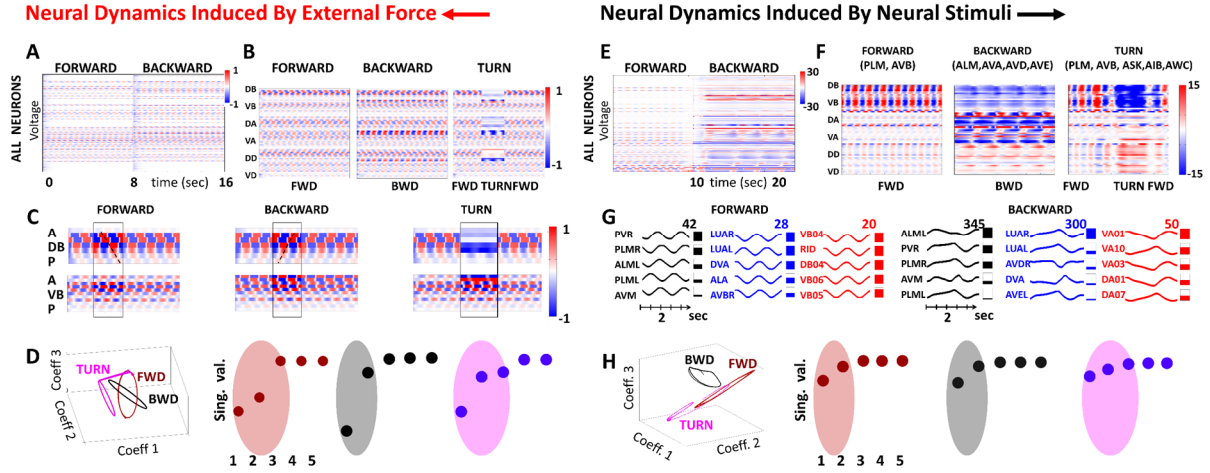 Neural Dynamics Induced By External Force
Neural Dynamics Induced By Neural Stimuli
A
FORWARD BACKWARD
1
-1
ALL NEURONS
Voltage
0 8 time (sec) 16
B
FORWARD BACKWARD TURN
DB
VB
DA
VA
DD
VD
1
-1
FWD BWD FWD TURN FWD
C
FORWARD BACKWARD TURN
A
DB
P
A
VB
P
1
-1
D
Coeff 3
Coeff 2
Coeff 1
TURN
FWD
BWD
Sing. val.
1 2 3 4 5
E
FORWARD BACKWARD
30
-30
ALL NEURONS
Voltage
10 time (sec) 20
F
FORWARD
(PLM, AVB)
BACKWARD
(ALM,AVA,AVD,AVE)
TURN
(PLM, AVB, ASK,AIB,AWC)
DB
VB
DA
VA
DD
VD
15
-15
FWD BWD FWD TURN FWD
G
FORWARD BACKWARD
42 28 20 345 300 50
PVR LUAR VB04 ALML LUAR VA01
PLMR LUAL RID PVR LUAL VA10
ALML DVA DB04 PLMR AVDR VA03
PLML ALA VB06 AVM DVA DA01
AVM AVBR VB05 PLML AVEL DA07
2 sec 2 sec
H
Coeff. 3
Coeff. 1
Coeff. 2
BWD
FWD
TURN
Sing. val.
1 2 3 4 5